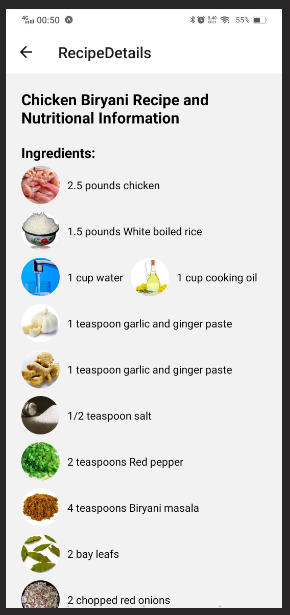 4G 00:50 5.40 55%
RecipeDetails
Chicken Biryani Recipe and
Nutritional Information
Ingredients:
2.5 pounds chicken
1.5 pounds White boiled rice
1 cup water 1 cup cooking oil
1 teaspoon garlic and ginger paste
1 teaspoon garlic and ginger paste
1/2 teaspoon salt
2 teaspoons Red pepper
4 teaspoons Biryani masala
2 bay leafs
2 chopped red onions